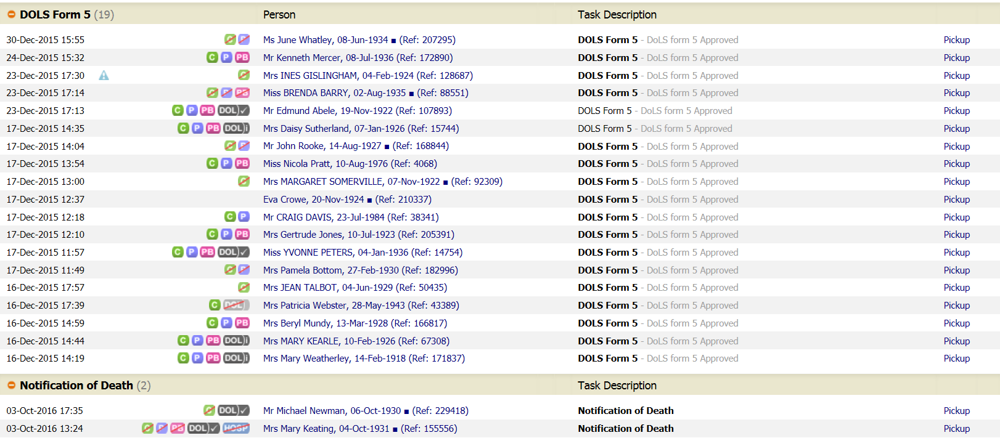 DOLS Form 5 (19) Person Task Description
30-Dec-2015 15:55 C P Ms June Whatley, 08-Jun-1934 ■ (Ref: 207295) DOLS Form 5 - DoLS form 5 Approved Pickup
24-Dec-2015 15:32 C P PB Mr Kenneth Mercer, 08-Jul-1936 (Ref: 172890) DOLS Form 5 - DoLS form 5 Approved Pickup
23-Dec-2015 17:30 C Mrs INES GISLINGHAM, 04-Feb-1924 (Ref: 128687) DOLS Form 5 - DoLS form 5 Approved Pickup
23-Dec-2015 17:14 C P PB Miss BRENDA BARRY, 02-Aug-1935 ■ (Ref: 88551) DOLS Form 5 - DoLS form 5 Approved Pickup
23-Dec-2015 17:13 C P PB DOL)✓ Mr Edmund Abele, 19-Nov-1922 (Ref: 107893) DOLS Form 5 - DoLS form 5 Approved Pickup
17-Dec-2015 14:35 C P PB DOL)i Mrs Daisy Sutherland, 07-Jan-1926 (Ref: 15744) DOLS Form 5 - DoLS form 5 Approved Pickup
17-Dec-2015 14:04 C P Mr John Rooke, 14-Aug-1927 ■ (Ref: 168844) DOLS Form 5 - DoLS form 5 Approved Pickup
17-Dec-2015 13:54 C P PB Miss Nicola Pratt, 10-Aug-1976 (Ref: 4068) DOLS Form 5 - DoLS form 5 Approved Pickup
17-Dec-2015 13:00 C Mrs MARGARET SOMERVILLE, 07-Nov-1922 ■ (Ref: 92309) DOLS Form 5 - DoLS form 5 Approved Pickup
17-Dec-2015 12:37 Eva Crowe, 20-Nov-1924 ■ (Ref: 210337) DOLS Form 5 - DoLS form 5 Approved Pickup
17-Dec-2015 12:18 C P Mr CRAIG DAVIS, 23-Jul-1984 (Ref: 38341) DOLS Form 5 - DoLS form 5 Approved Pickup
17-Dec-2015 12:10 C P PB Mrs Gertrude Jones, 10-Jul-1923 (Ref: 205391) DOLS Form 5 - DoLS form 5 Approved Pickup
17-Dec-2015 11:57 C P PB DOL)✓ Miss YVONNE PETERS, 04-Jan-1936 (Ref: 14754) DOLS Form 5 - DoLS form 5 Approved Pickup
17-Dec-2015 11:49 C P Mrs Pamela Bottom, 27-Feb-1930 (Ref: 182996) DOLS Form 5 - DoLS form 5 Approved Pickup
16-Dec-2015 17:57 C Mrs JEAN TALBOT, 04-Jun-1929 (Ref: 50435) DOLS Form 5 - DoLS form 5 Approved Pickup
16-Dec-2015 17:39 C DOL) Mrs Patricia Webster, 28-May-1943 (Ref: 43389) DOLS Form 5 - DoLS form 5 Approved Pickup
16-Dec-2015 14:59 C P PB Mrs Beryl Mundy, 13-Mar-1928 (Ref: 166817) DOLS Form 5 - DoLS form 5 Approved Pickup
16-Dec-2015 14:44 C P PB DOL)i Mrs MARY KEARLE, 10-Feb-1926 (Ref: 67308) DOLS Form 5 - DoLS form 5 Approved Pickup
16-Dec-2015 14:19 C P PB DOL)i Mrs Mary Weatherley, 14-Feb-1918 (Ref: 171837) DOLS Form 5 - DoLS form 5 Approved Pickup
Notification of Death (2) Task Description
03-Oct-2016 17:35 C DOL)✓ Mr Michael Newman, 06-Oct-1930 ■ (Ref: 229418) Notification of Death Pickup
03-Oct-2016 13:24 C P PB DOL)✓ HOSP Mrs Mary Keating, 04-Oct-1931 ■ (Ref: 155556) Notification of Death Pickup